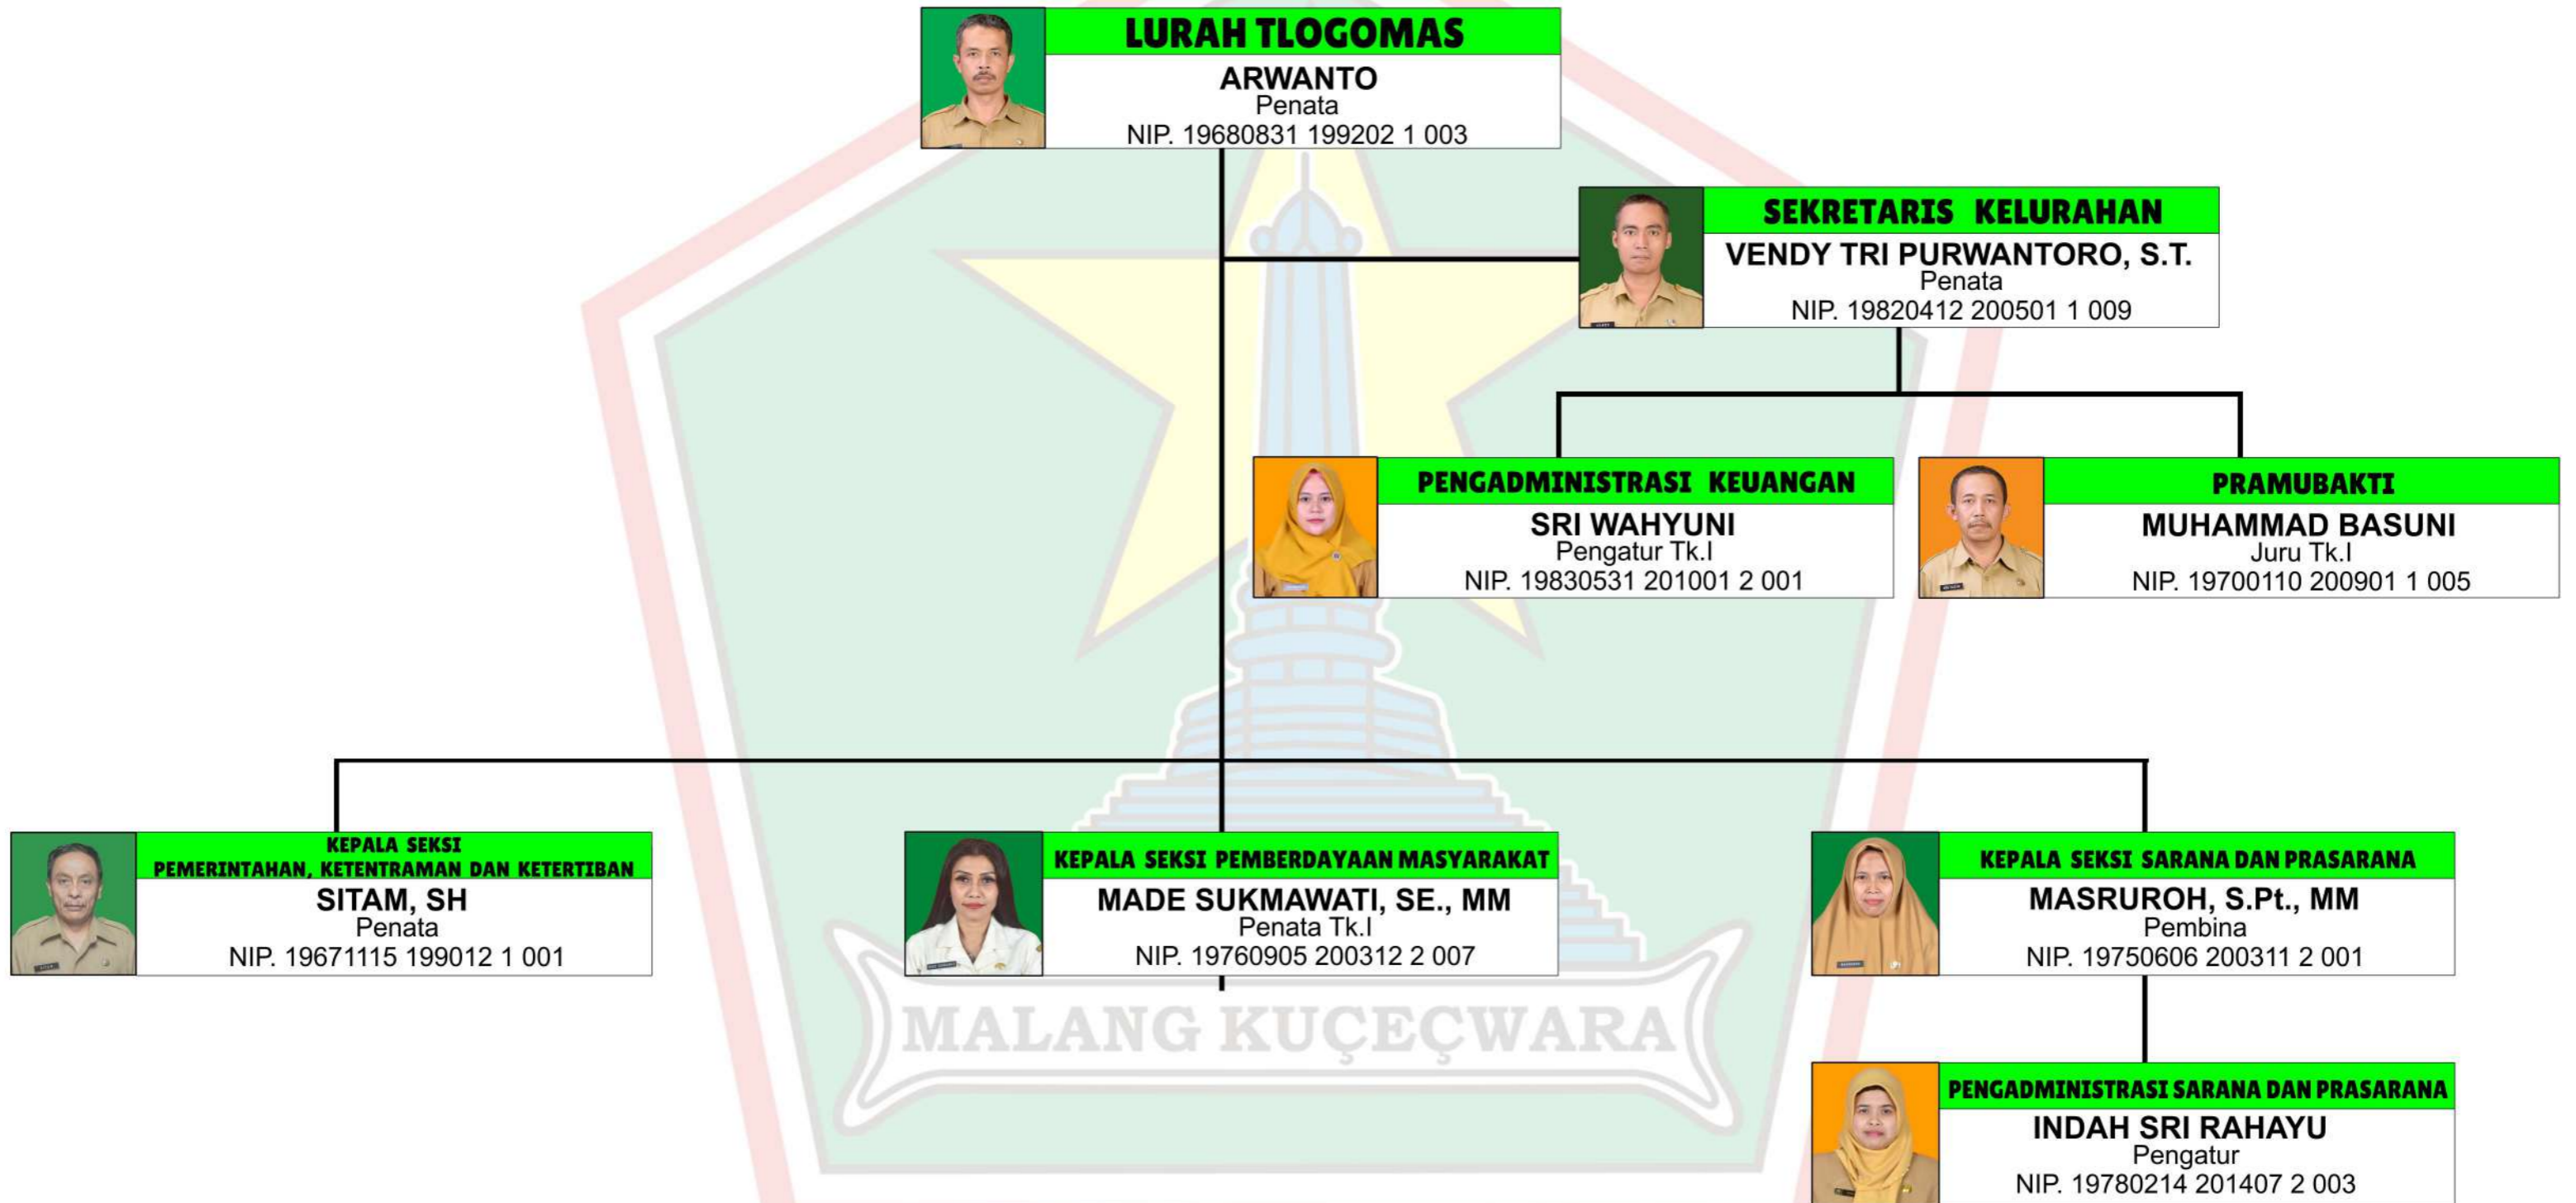 LURAH TLOGOMAS
ARWANTO
Penata
NIP. 19680831 199202 1 003
SEKRETARIS KELURAHAN
VENDY TRI PURWANTORO, S.T.
Penata
NIP. 19820412 200501 1 009
PENGADMINISTRASI KEUANGAN
SRI WAHYUNI
Pengatur Tk.I
NIP. 19830531 201001 2 001
PRAMUBAKTI
MUHAMMAD BASUNI
Juru Tk.I
NIP. 19700110 200901 1 005
KEPALA SEKSI
PEMERINTAHAN, KETENTRAMAN DAN KETERTIBAN
SITAM, SH
Penata
NIP. 19671115 199012 1 001
KEPALA SEKSI PEMBERDAYAAN MASYARAKAT
MADE SUKMAWATI, SE., MM
Penata Tk.I
NIP. 19760905 200312 2 007
KEPALA SEKSI SARANA DAN PRASARANA
MASRUROH, S.Pt., MM
Pembina
NIP. 19750606 200311 2 001
MALANG KUÇEÇWARA
PENGADMINISTRASI SARANA DAN PRASARANA
INDAH SRI RAHAYU
Pengatur
NIP. 19780214 201407 2 003